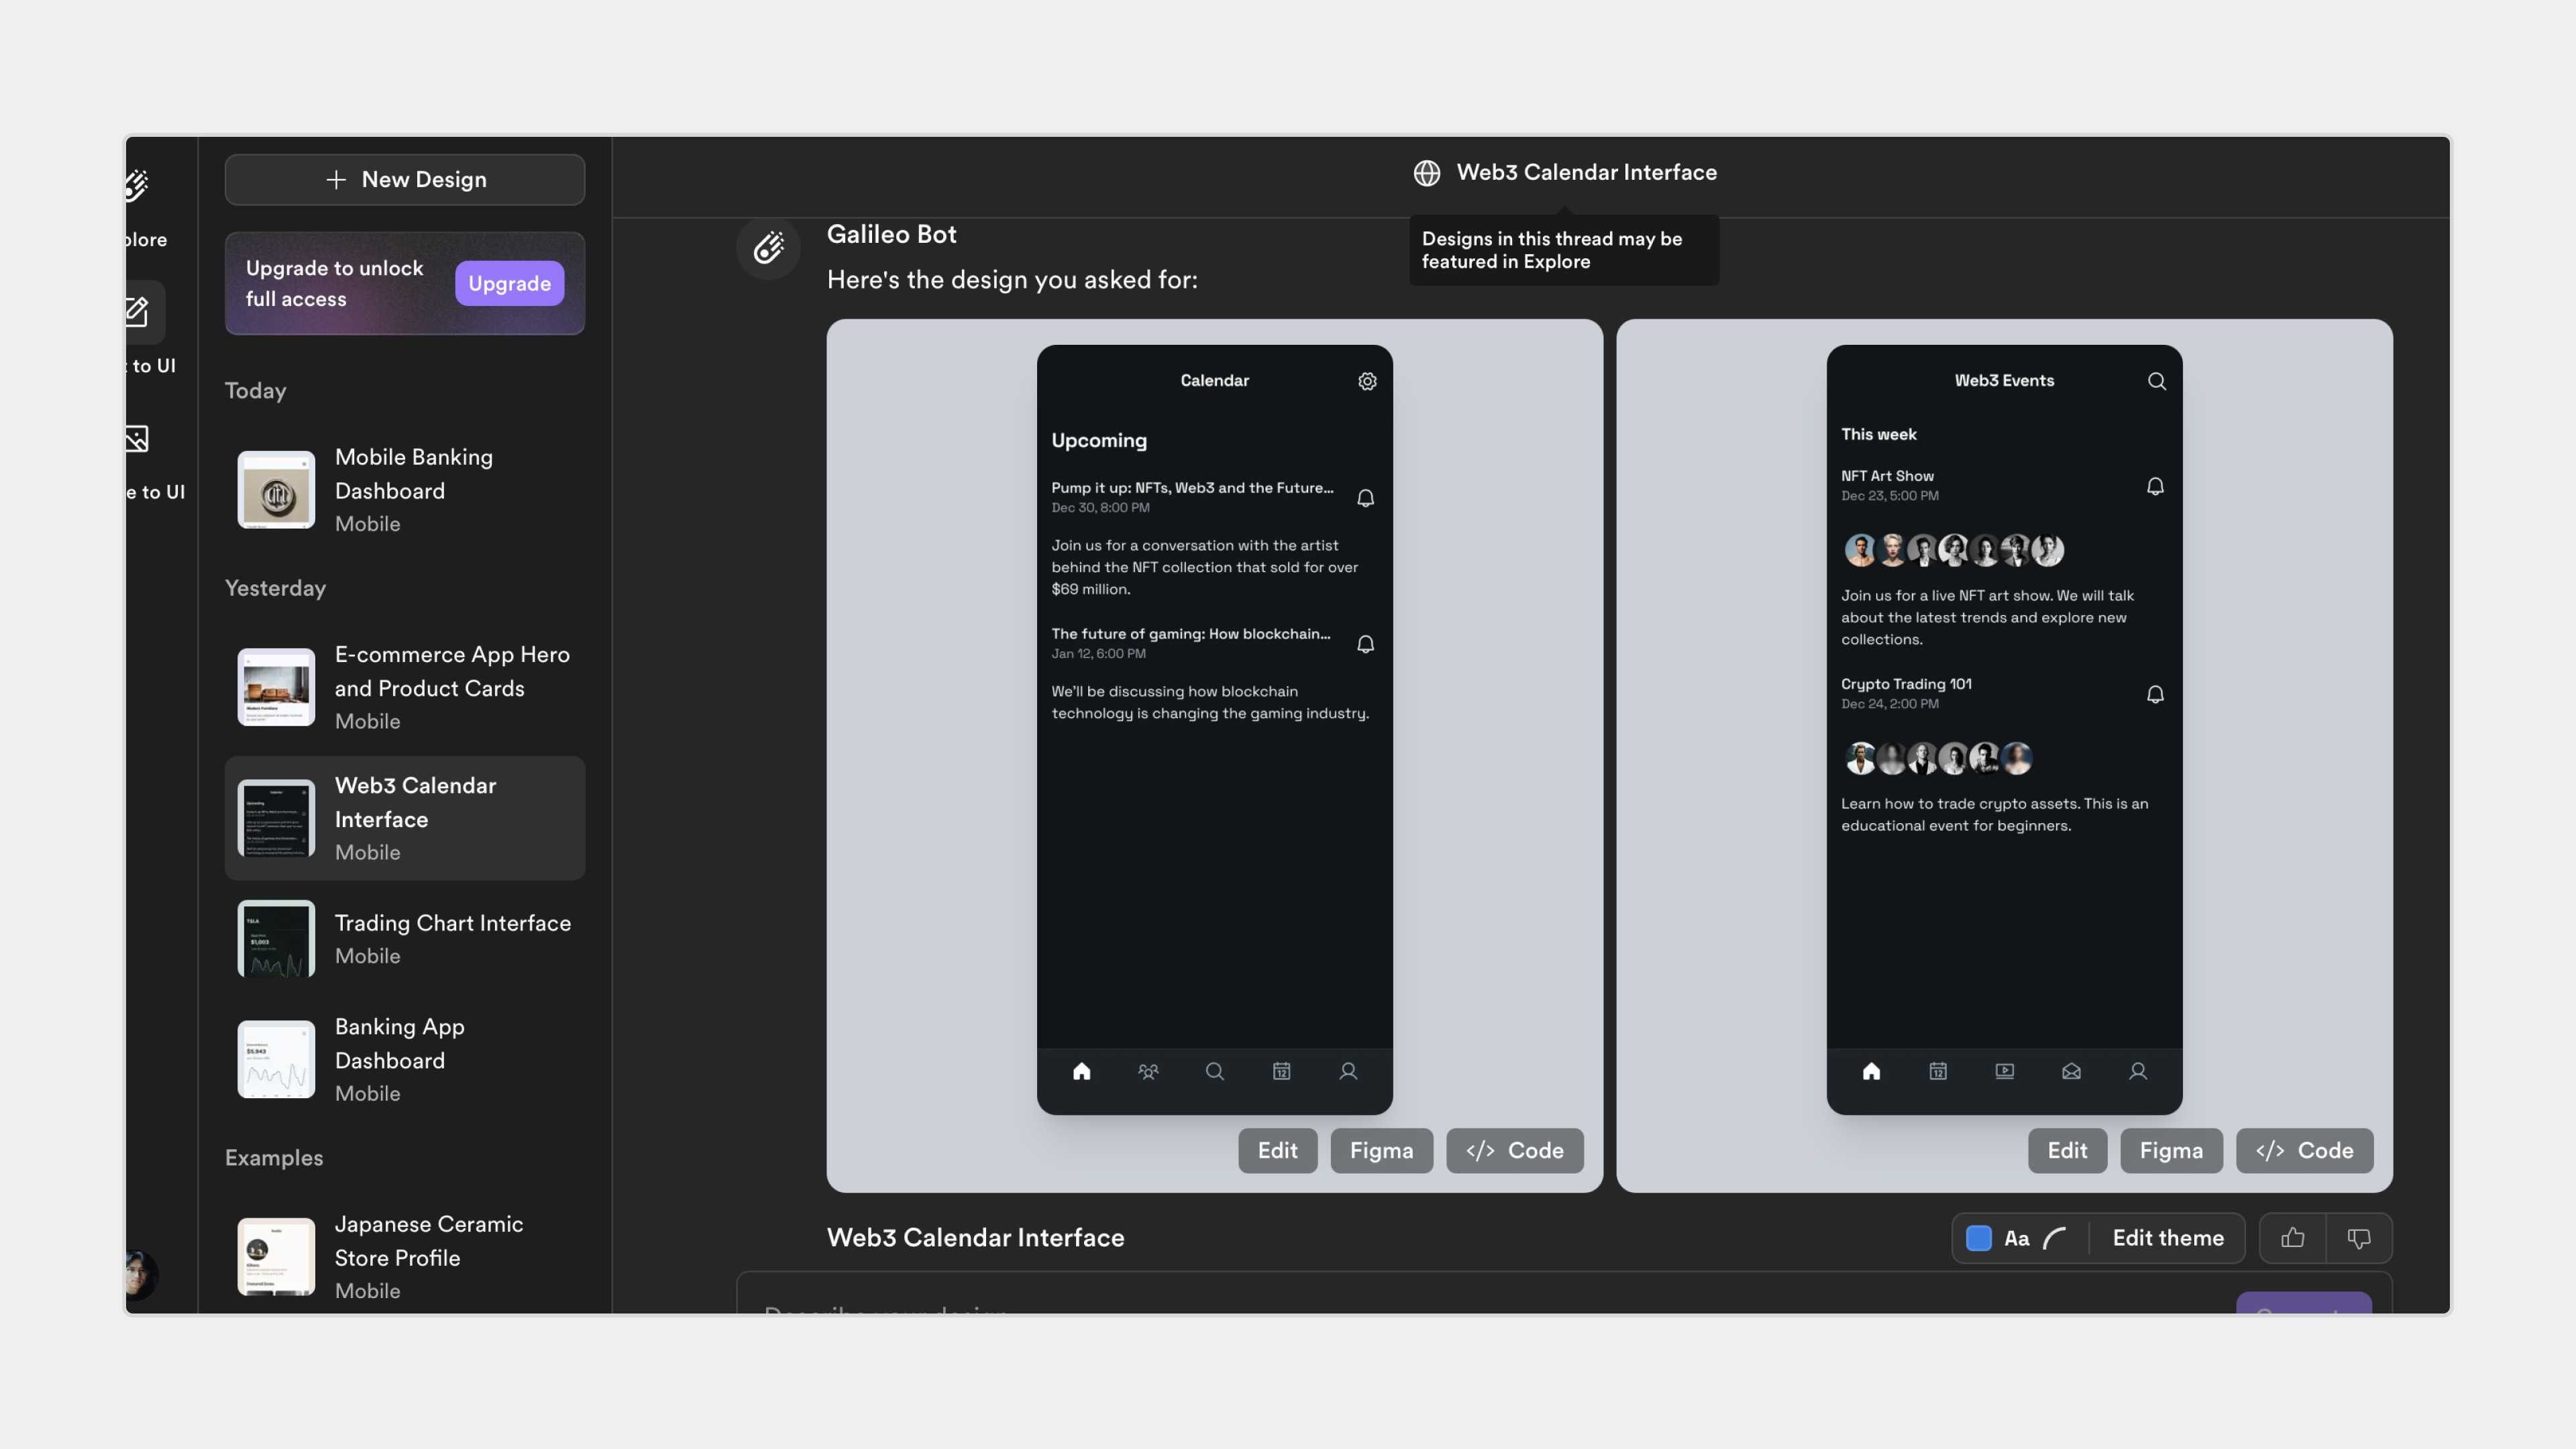 plore
t to UI
e to UI
New Design
Upgrade to unlock
full access
Upgrade
Today
Mobile Banking
Dashboard
Mobile
Yesterday
E-commerce App Hero
and Product Cards
Mobile
Web3 Calendar
Interface
Mobile
Trading Chart Interface
Mobile
Banking App
Dashboard
Mobile
Examples
Japanese Ceramic
Store Profile
Mobile
Web3 Calendar Interface
Designs in this thread may be
featured in Explore
Galileo Bot
Here's the design you asked for:
Calendar
Upcoming
Pump it up: NFTs, Web3 and the Future...
Dec 30, 8:00 PM
Join us for a conversation with the artist
behind the NFT collection that sold for over
$69 million.
The future of gaming: How blockchain...
Jan 12, 6:00 PM
We'll be discussing how blockchain
technology is changing the gaming industry.
12
Edit
Figma
</> Code
Web3 Events
This week
NFT Art Show
Dec 23, 5:00 PM
Join us for a live NFT art show. We will talk
about the latest trends and explore new
collections.
Crypto Trading 101
Dec 24, 2:00 PM
Learn how to trade crypto assets. This is an
educational event for beginners.
12
Edit
Figma
</> Code
Web3 Calendar Interface
Aa
Edit theme
Describe your design